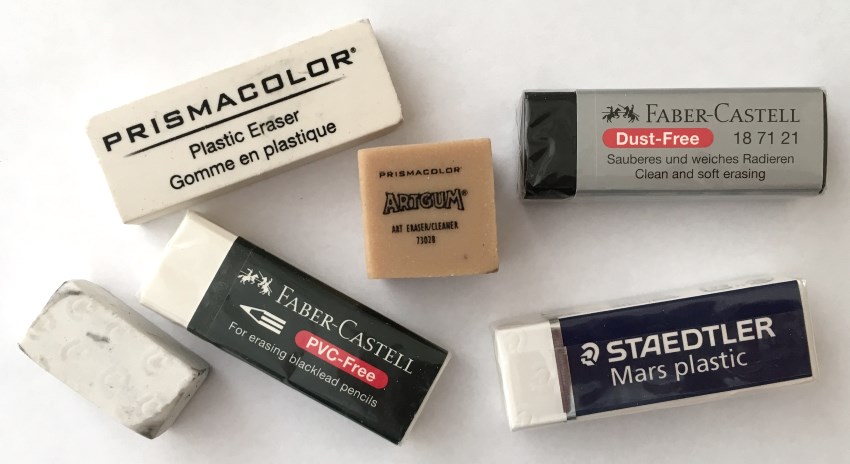 PRISMACOLOR®
Plastic Eraser
Gomme en plastique
PRISMACOLOR®
ARTGUM®
ART ERASER/CLEANER
73028
FABER-CASTELL
Dust-Free 18 71 21
Sauberes und weiches Radieren
Clean and soft erasing
FABER-CASTELL
PVC-Free
For erasing blacklead pencils
STAEDTLER
Mars plastic